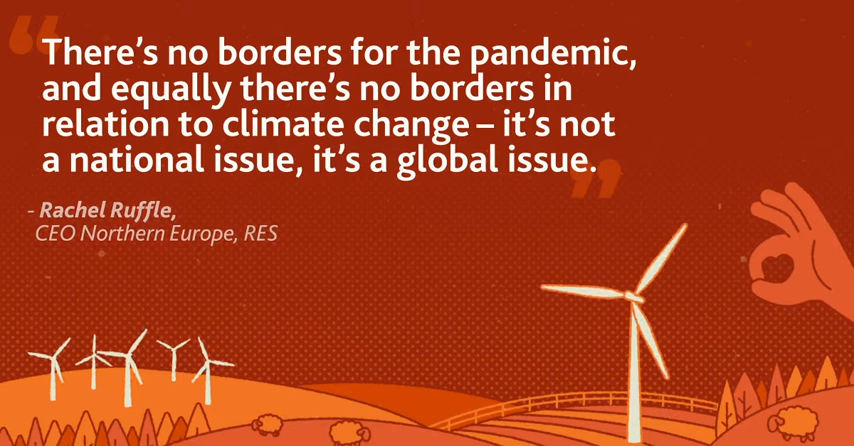 “
There’s no borders for the pandemic,
and equally there’s no borders in
relation to climate change – it’s not
a national issue, it’s a global issue.
”
- Rachel Ruffle,
CEO Northern Europe, RES